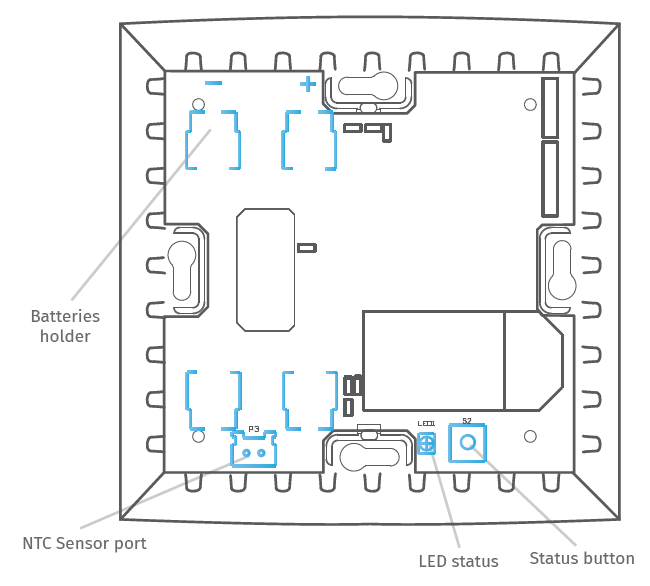 − +
Batteries
holder
P3
LED1
S2
NTC Sensor port
LED status
Status button